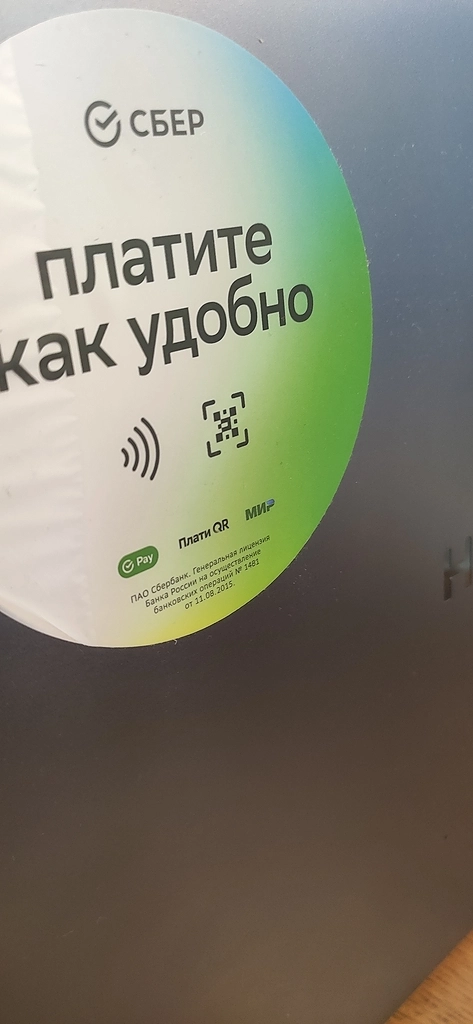 СБЕР
платите
как удобно
Pay
Плати QR
МИР
ПАО Сбербанк. Генеральная лицензия
Банка России на осуществление
банковских операций № 1481
от 11.08.2015.